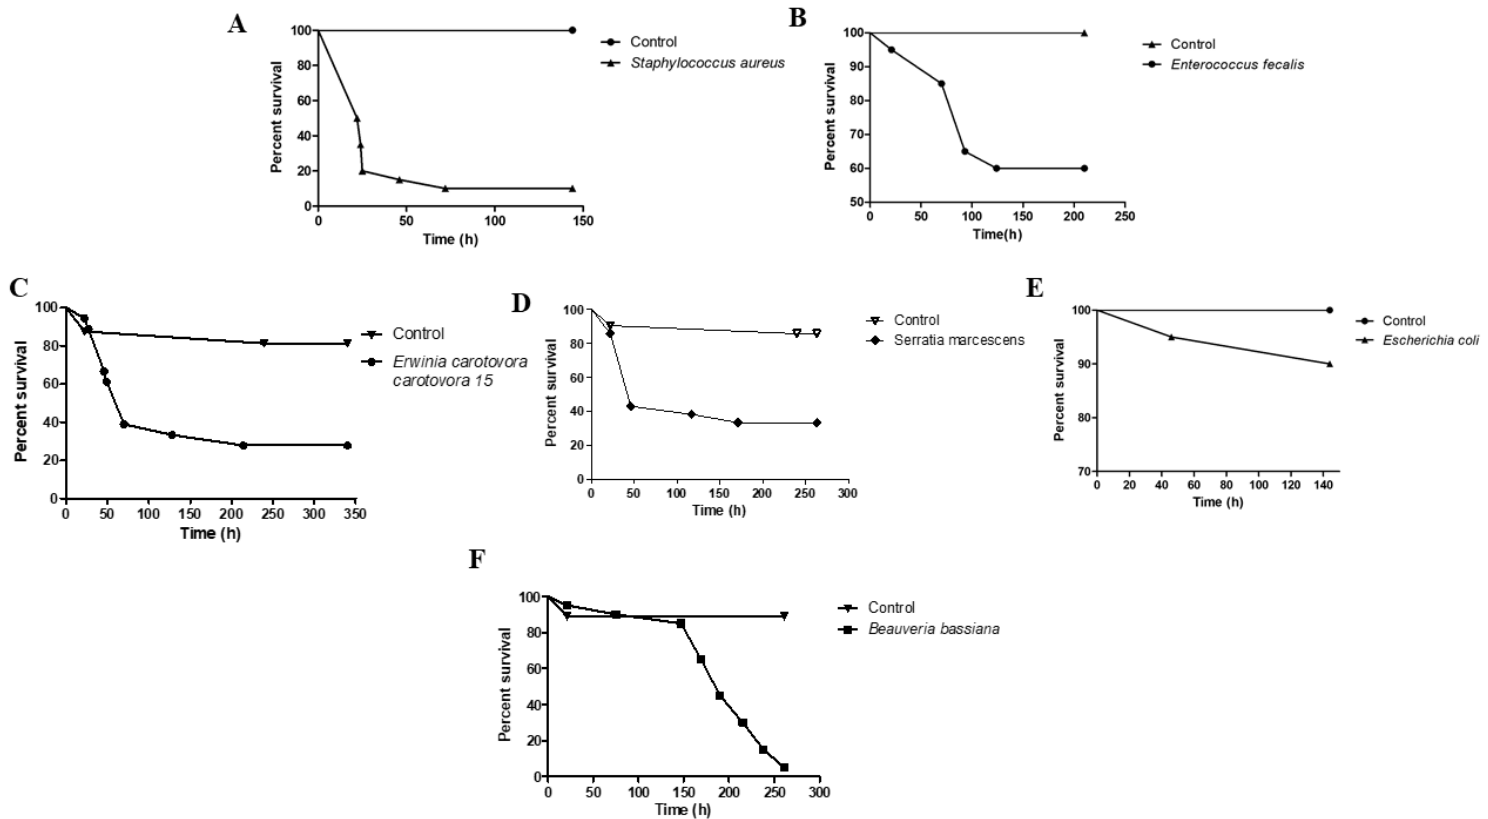 A
Percent survival
100
80
60
40
20
0
0 50 100 150
Time (h)
Control
Staphylococcus aureus
B
Percent survival
100
90
80
70
60
50
0 50 100 150 200 250
Time(h)
Control
Enterococcus fecalis
C
Percent survival
100
80
60
40
20
0
0 50 100 150 200 250 300 350
Time (h)
Control
Erwinia carotovora
carotovora 15
D
Percent survival
100
80
60
40
20
0
0 50 100 150 200 250 300
Time (h)
Control
Serratia marcescens
E
Percent survival
100
90
80
70
0 20 40 60 80 100 120 140
Time (h)
Control
Escherichia coli
F
Percent survival
100
80
60
40
20
0
0 50 100 150 200 250 300
Time (h)
Control
Beauveria bassiana